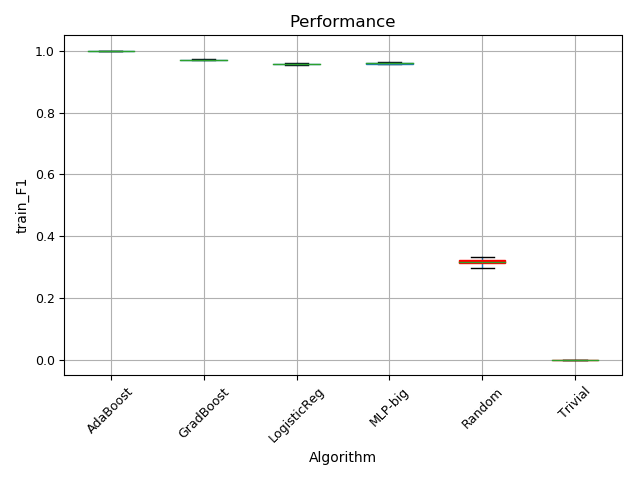 Performance
1.0
0.8
0.6
0.4
0.2
0.0
train_F1
AdaBoost
GradBoost
LogisticReg
MLP-big
Random
Trivial
Algorithm